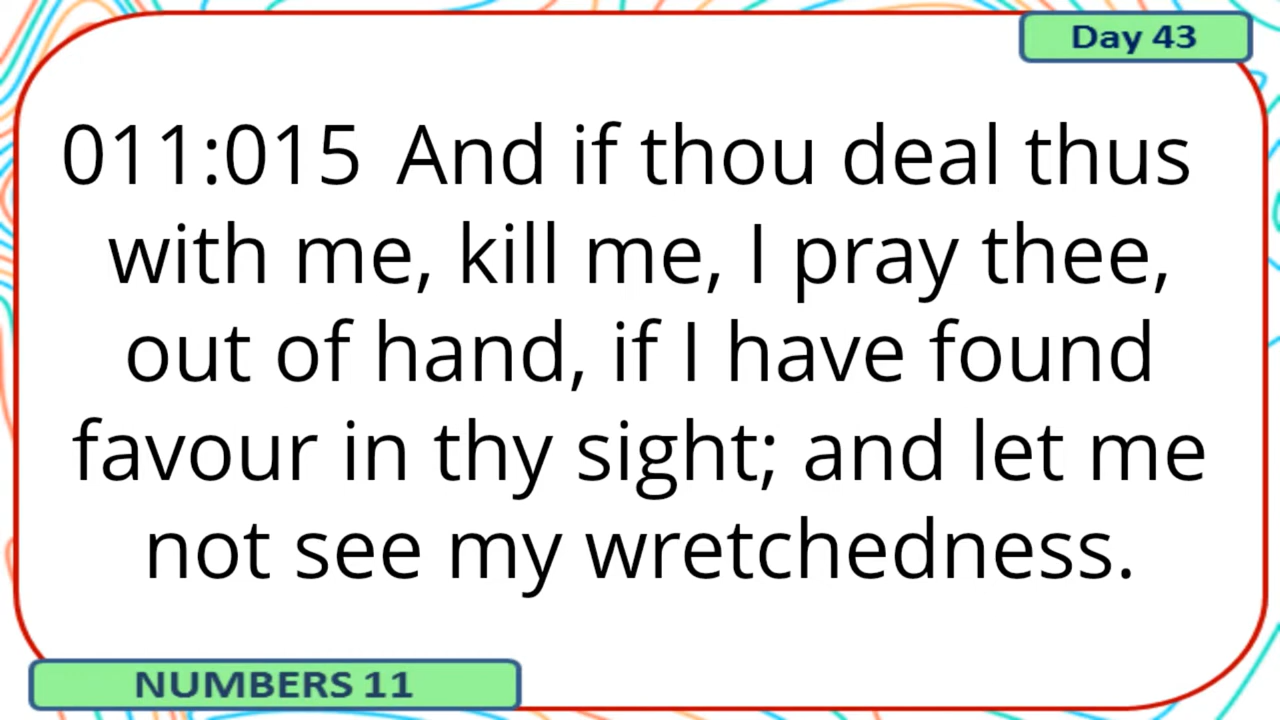 Day 43
011:015 And if thou deal thus
with me, kill me, I pray thee,
out of hand, if I have found
favour in thy sight; and let me
not see my wretchedness.
NUMBERS 11